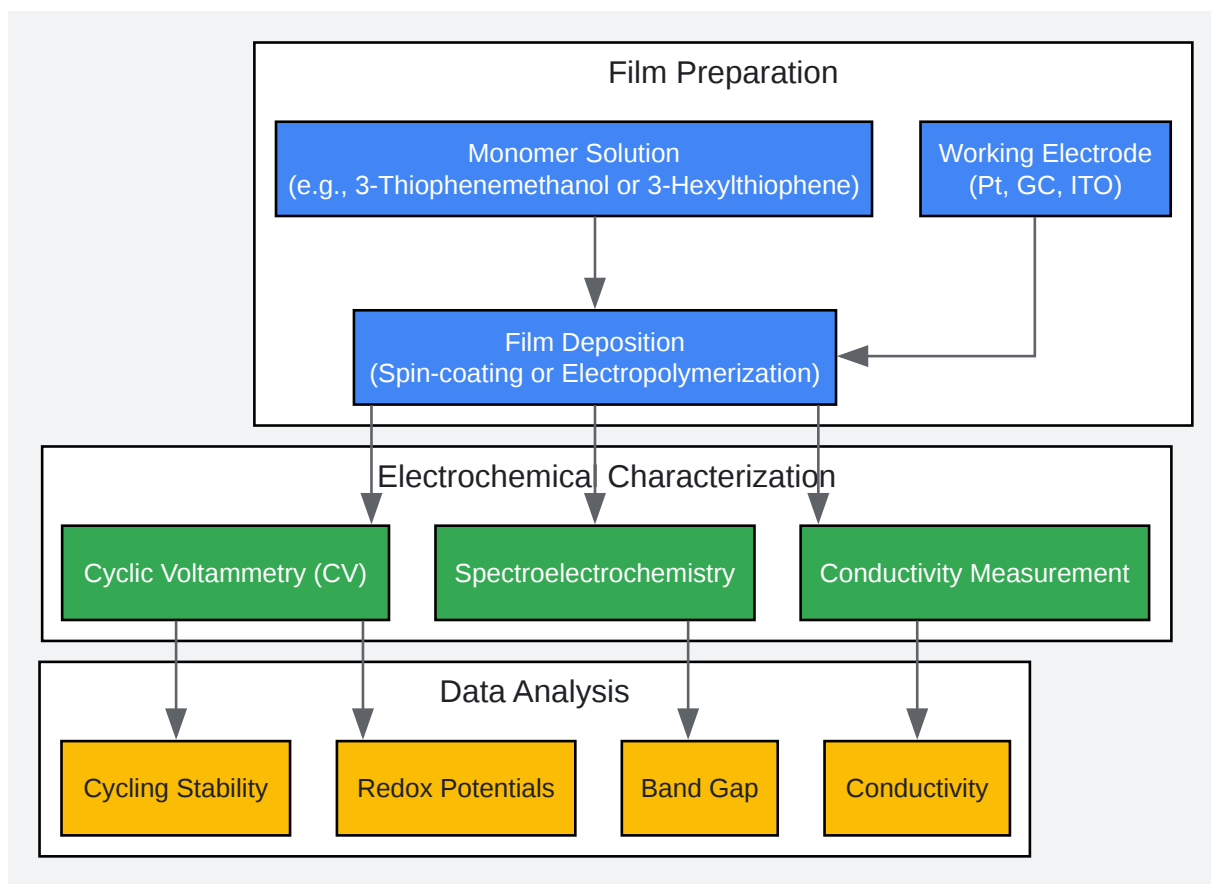 Film Preparation
Monomer Solution
(e.g., 3-Thiophenemethanol or 3-Hexylthiophene)
Working Electrode
(Pt, GC, ITO)
Film Deposition
(Spin-coating or Electropolymerization)
Electrochemical Characterization
Cyclic Voltammetry (CV)
Spectroelectrochemistry
Conductivity Measurement
Data Analysis
Cycling Stability
Redox Potentials
Band Gap
Conductivity